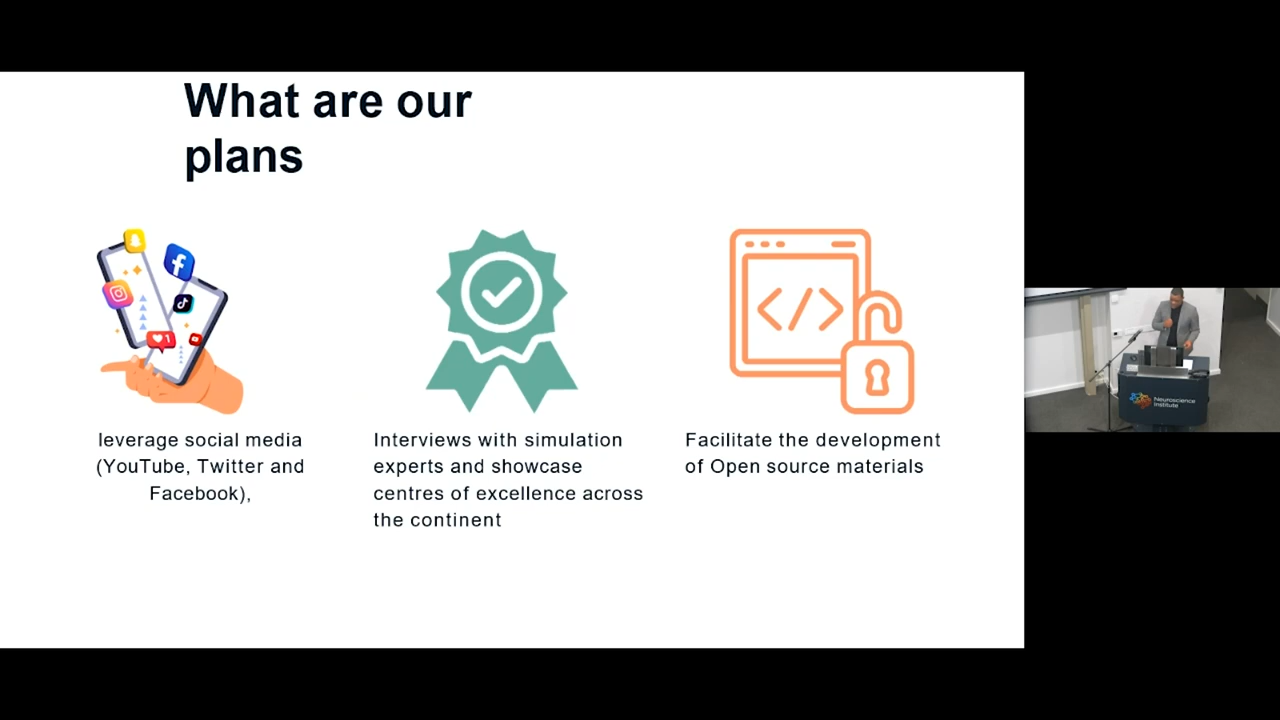 What are our
plans
leverage social media
(YouTube, Twitter and
Facebook),
Interviews with simulation
experts and showcase
centres of excellence across
the continent
Facilitate the development
of Open source materials
Neuroscience
Institute